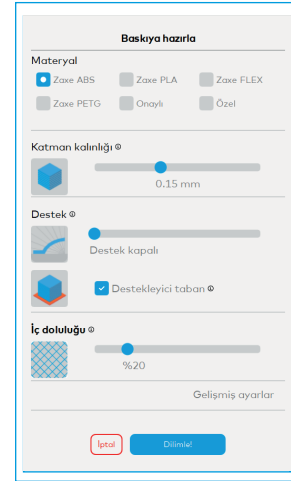 Baskıya hazırla
Materyal
Zaxe ABS Zaxe PLA Zaxe FLEX
Zaxe PETG Onaylı Özel
Katman kalınlığı
0.15 mm
Destek
Destek kapalı
Destekleyici taban
İç doluluğu
%20
Gelişmiş ayarlar
İptal Dilimle!